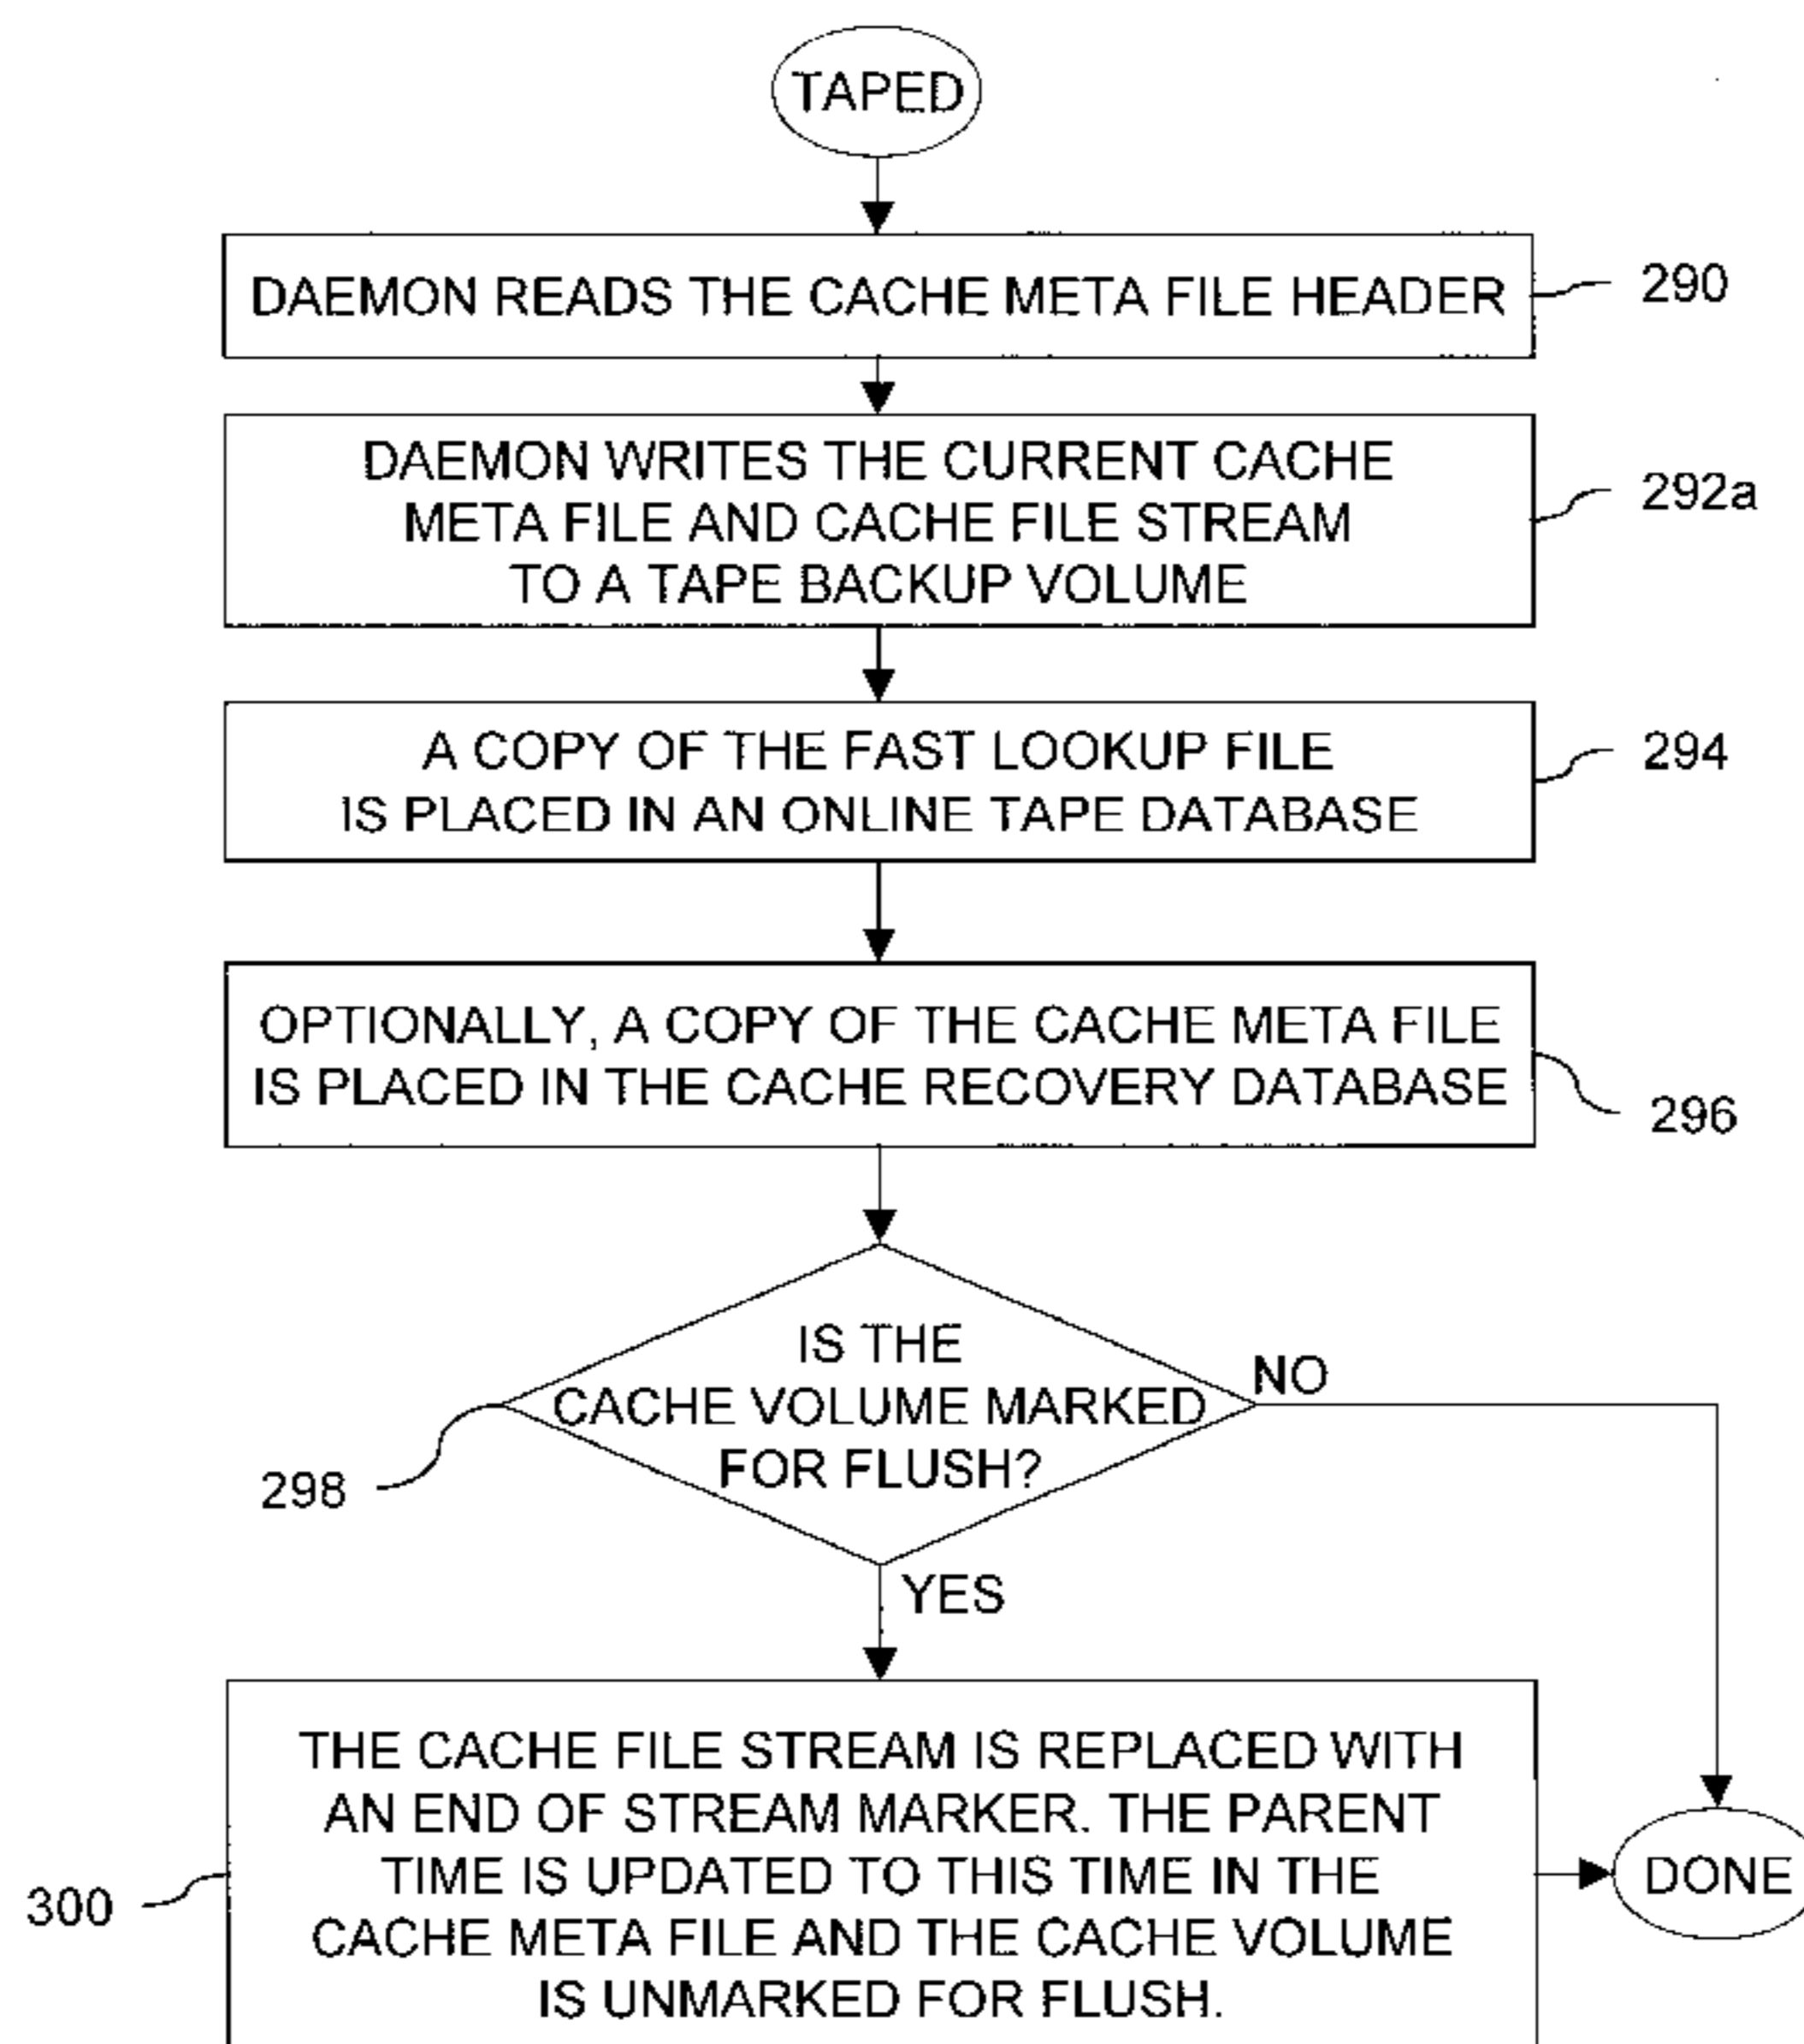 TAPED
DAEMON READS THE CACHE META FILE HEADER
290
DAEMON WRITES THE CURRENT CACHE
META FILE AND CACHE FILE STREAM
TO A TAPE BACKUP VOLUME
292a
A COPY OF THE FAST LOOKUP FILE
IS PLACED IN AN ONLINE TAPE DATABASE
294
OPTIONALLY, A COPY OF THE CACHE META FILE
IS PLACED IN THE CACHE RECOVERY DATABASE
296
IS THE
CACHE VOLUME MARKED
FOR FLUSH?
NO
298
YES
THE CACHE FILE STREAM IS REPLACED WITH
AN END OF STREAM MARKER. THE PARENT
TIME IS UPDATED TO THIS TIME IN THE
CACHE META FILE AND THE CACHE VOLUME
IS UNMARKED FOR FLUSH.
300
DONE